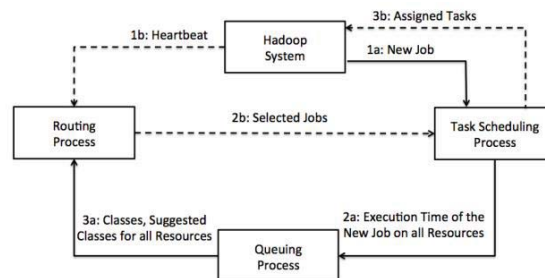 3b: Assigned Tasks
1b: Heartbeat
Hadoop
System
1a: New Job
Routing
Process
2b: Selected Jobs
Task Scheduling
Process
3a: Classes, Suggested
Classes for all Resources
2a: Execution Time of the
New Job on all Resources
Queuing
Process